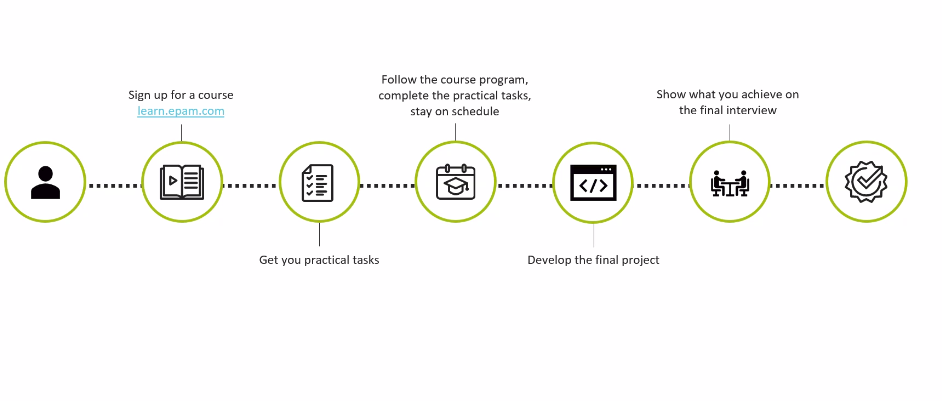 Sign up for a course
learn.epam.com
Get you practical tasks
Follow the course program,
complete the practical tasks,
stay on schedule
Develop the final project
Show what you achieve on
the final interview